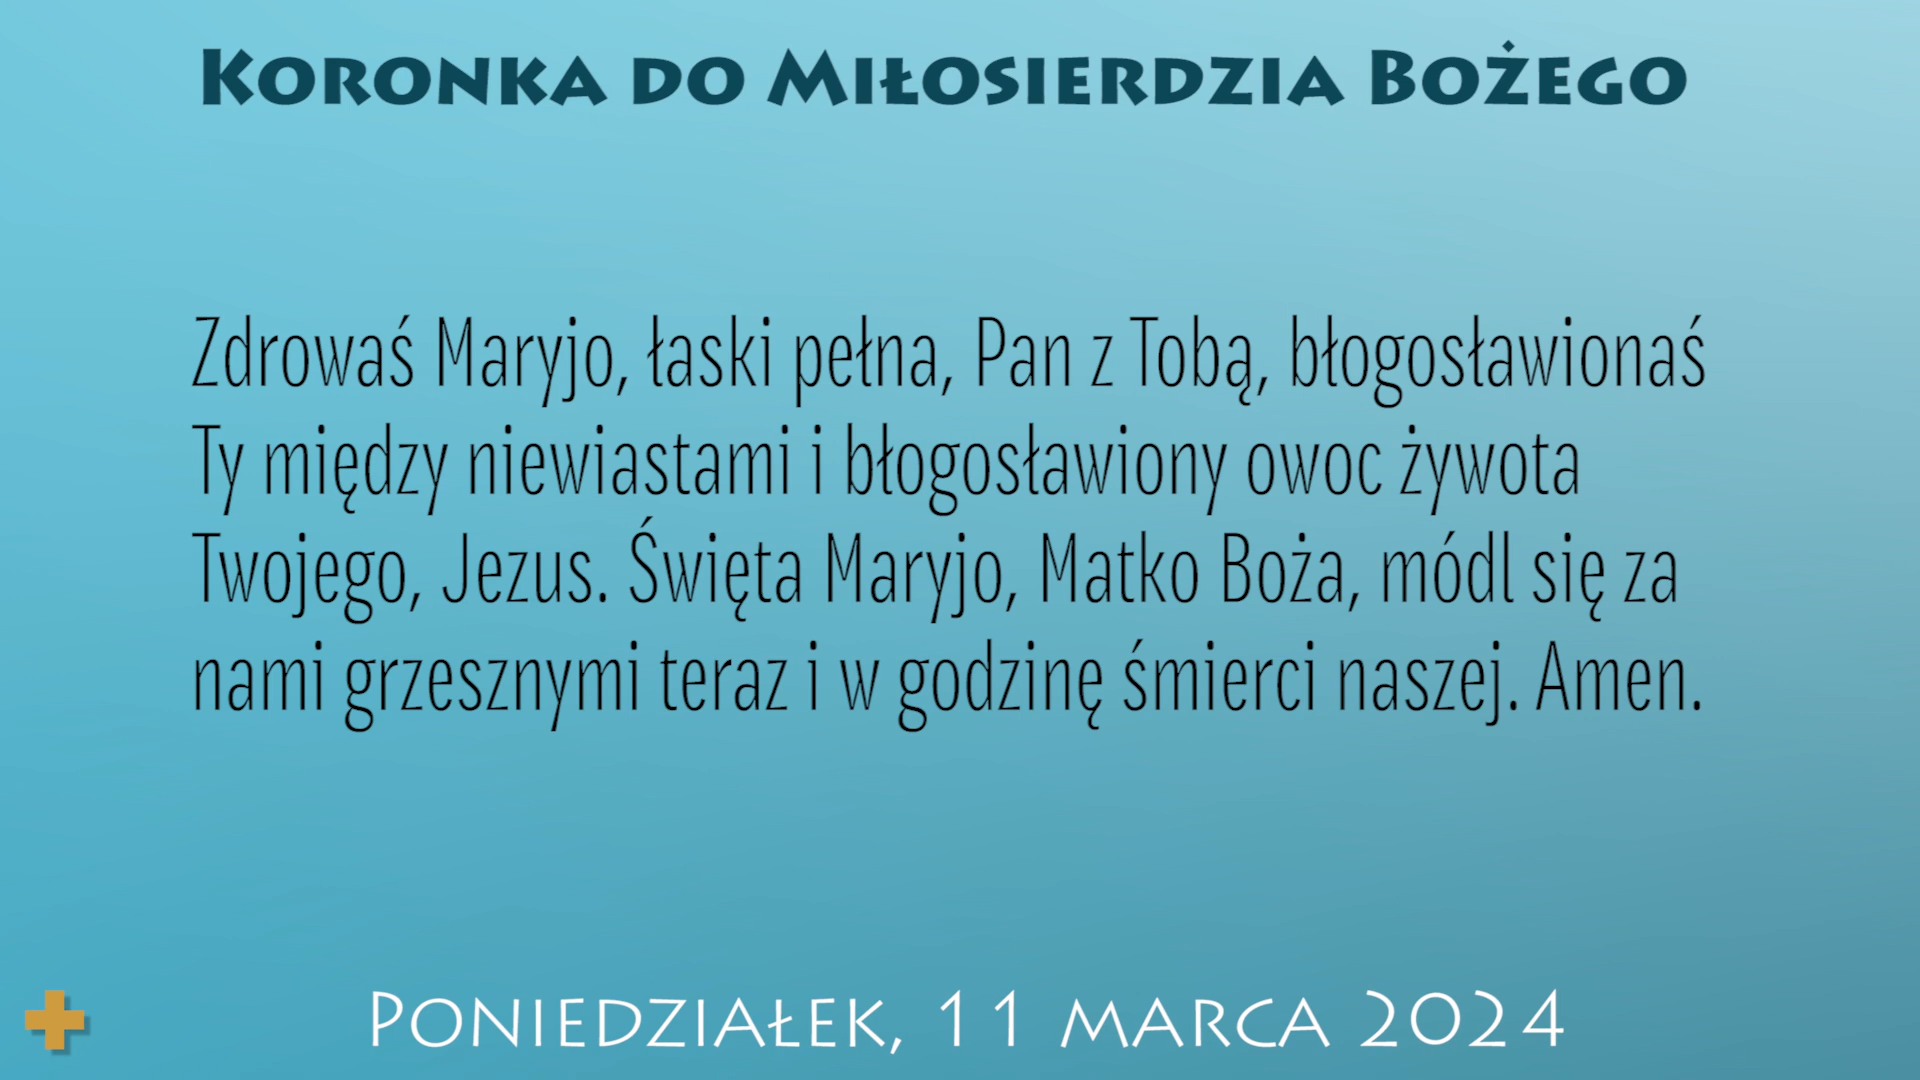 Koronka do Miłosierdzia Bożego
Zdrowaś Maryjo, łaski pełna, Pan z Tobą, błogosławionaś
Ty między niewiastami i błogosławiony owoc żywota
Twojego, Jezus. Święta Maryjo, Matko Boża, módl się za
nami grzesznymi teraz i w godzinę śmierci naszej. Amen.
Poniedziałek, 11 marca 2024